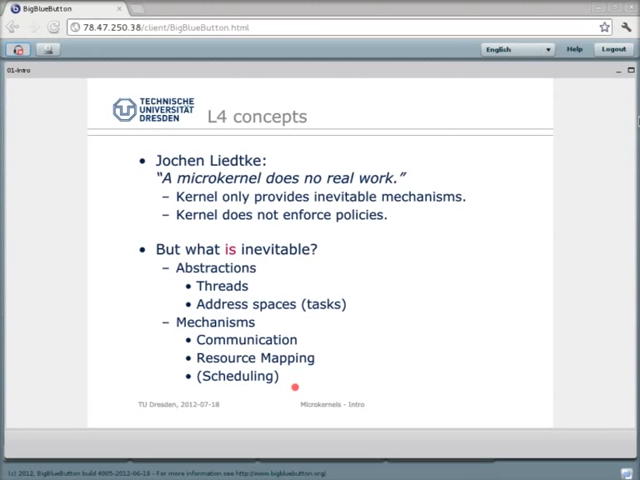 BigBlueButton
78.47.250.38/client/BigBlueButton.html
English Help Logout
01-Intro
TECHNISCHE
UNIVERSITÄT
DRESDEN
L4 concepts
• Jochen Liedtke:
“A microkernel does no real work.”
– Kernel only provides inevitable mechanisms.
– Kernel does not enforce policies.
• But what is inevitable?
– Abstractions
• Threads
• Address spaces (tasks)
– Mechanisms
• Communication
• Resource Mapping
• (Scheduling)
TU Dresden, 2012-07-18 Microkernels - Intro
(c) 2012, BigBlueButton build 4005-2012-06-18 - For more information see http://www.bigbluebutton.org/